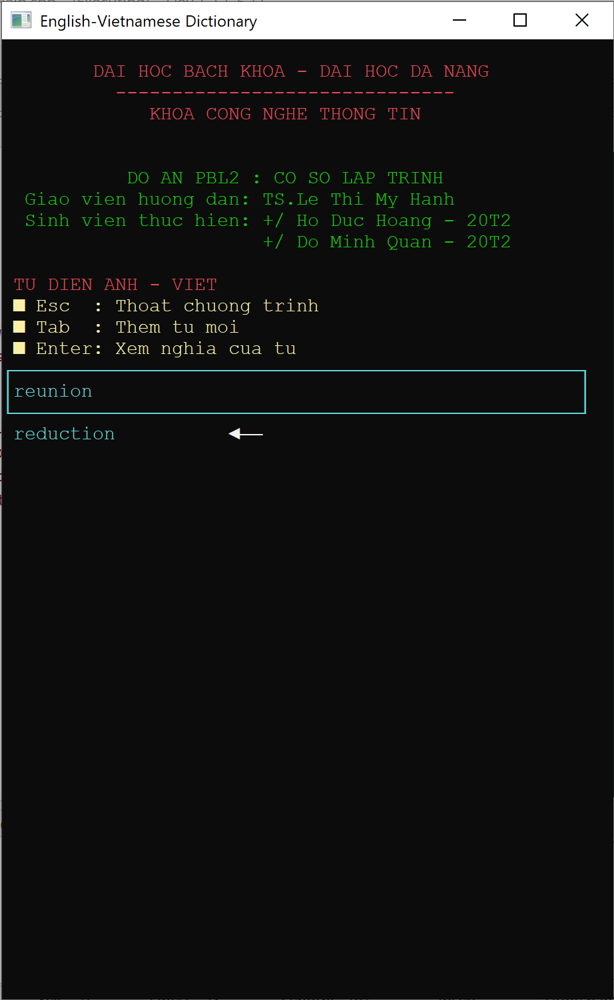 English-Vietnamese Dictionary
DAI HOC BACH KHOA - DAI HOC DA NANG
------------------------------
KHOA CONG NGHE THONG TIN
DO AN PBL2 : CO SO LAP TRINH
Giao vien huong dan: TS.Le Thi My Hanh
Sinh vien thuc hien: +/ Ho Duc Hoang - 20T2
+/ Do Minh Quan - 20T2
TU DIEN ANH - VIET
■ Esc : Thoat chuong trinh
■ Tab : Them tu moi
■ Enter: Xem nghia cua tu
reunion
reduction